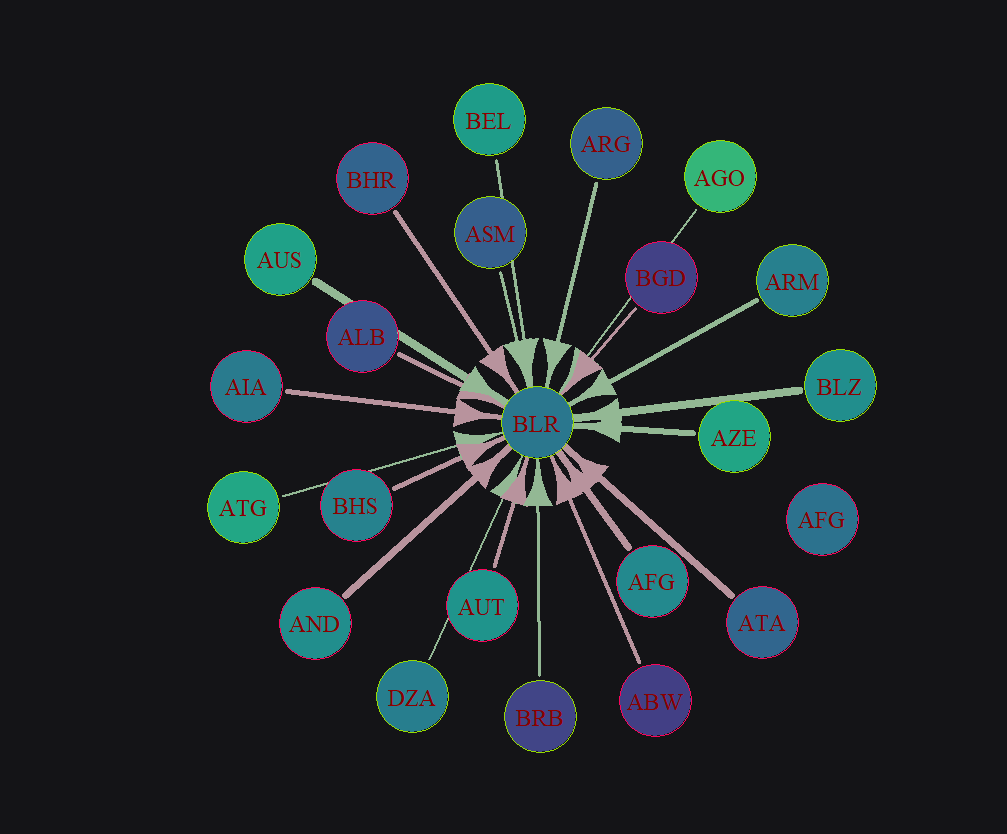 BEL
ARG
AGO
BHR
ASM
AUS
BGD
ARM
ALB
AIA
BLZ
BLR
AZE
ATG
BHS
AFG
AFG
AUT
AND
ATA
DZA
BRB
ABW